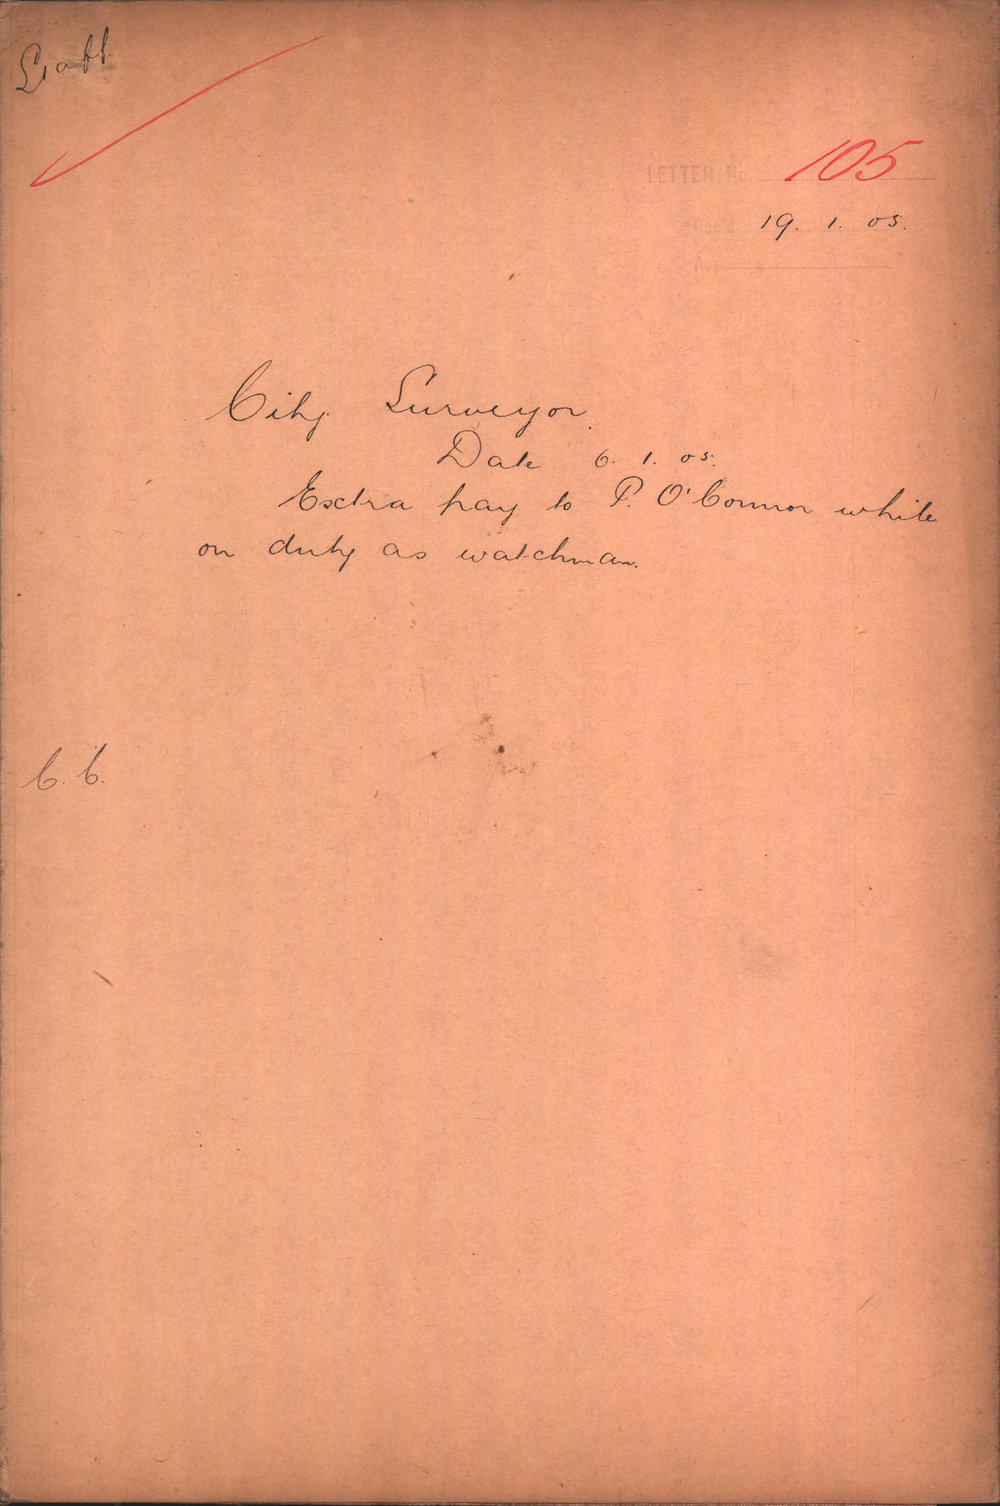 Staff.
LETTER No. 105
Rec'd 19. 1. 05.
City Surveyor.
Date 6. 1. 05.
Extra pay to P. O'Connor while
on duty as watchman.
C. C.